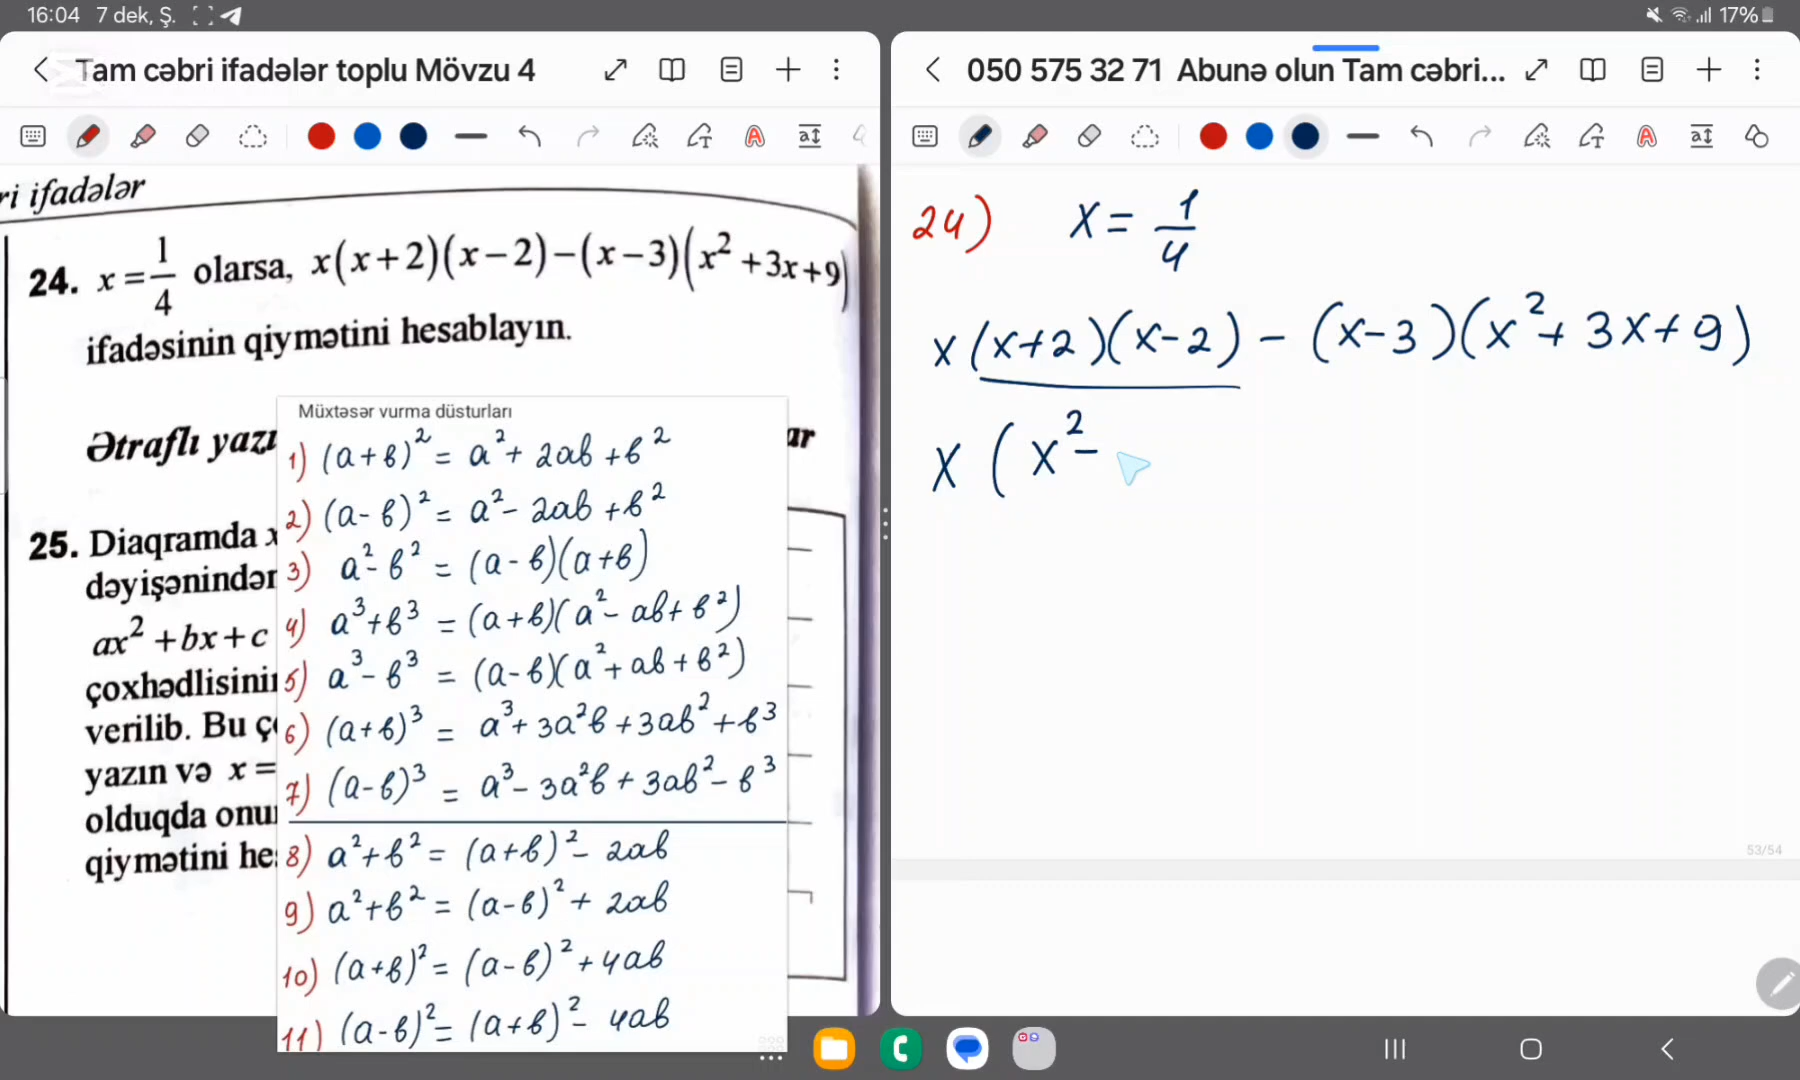 16:04 7 dek, Ş.
17%
Tam cəbri ifadələr toplu Mövzu 4
050 575 32 71 Abunə olun Tam cəbri...
ri ifadələr
24. x = 1/4 olarsa, x(x+2)(x−2)−(x−3)(x² +3x+9)
ifadəsinin qiymətini hesablayın.
Ətraflı yazı
ar
Müxtəsər vurma düsturları
1) (a+b)² = a² + 2ab + b²
2) (a-b)² = a² - 2ab + b²
3) a² - b² = (a-b)(a+b)
4) a³+b³ = (a+b)(a² - ab + b²)
5) a³ - b³ = (a-b)(a² + ab + b²)
6) (a+b)³ = a³ + 3a²b + 3ab² + b³
7) (a-b)³ = a³ - 3a²b + 3ab² - b³
8) a²+b² = (a+b)² - 2ab
9) a²+b² = (a-b)² + 2ab
10) (a+b)² = (a-b)² + 4ab
11) (a-b)² = (a+b)² - 4ab
25. Diaqramda x
dəyişənindən
ax² +bx+c
çoxhədlisinin
verilib. Bu ç
yazın və x =
olduqda onu
qiymətini he
24) x = 1/4
x(x+2)(x-2) - (x-3)(x² + 3x + 9)
x ( x² -
53/54